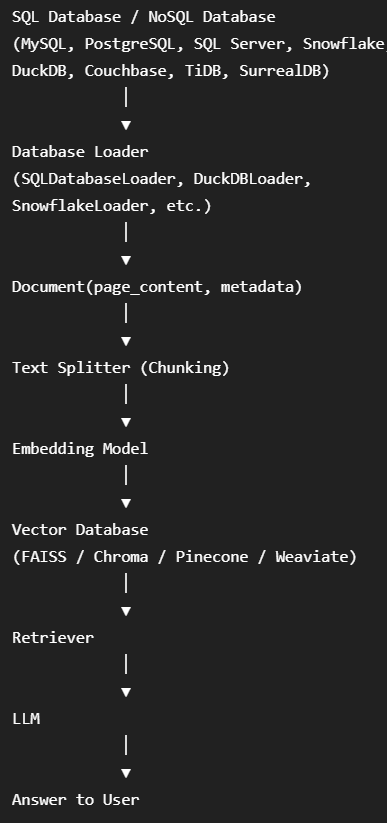 SQL Database / NoSQL Database
(MySQL, PostgreSQL, SQL Server, Snowflake,
DuckDB, Couchbase, TiDB, SurrealDB)
│
▼
Database Loader
(SQLDatabaseLoader, DuckDBLoader,
SnowflakeLoader, etc.)
│
▼
Document(page_content, metadata)
│
▼
Text Splitter (Chunking)
│
▼
Embedding Model
│
▼
Vector Database
(FAISS / Chroma / Pinecone / Weaviate)
│
▼
Retriever
│
▼
LLM
│
▼
Answer to User